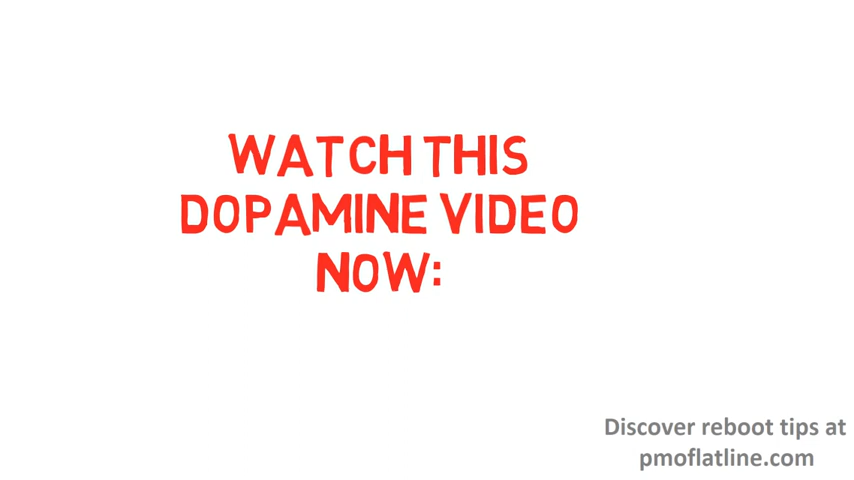 WATCH THIS
DOPAMINE VIDEO
NOW:
Discover reboot tips at
pmoflatline.com